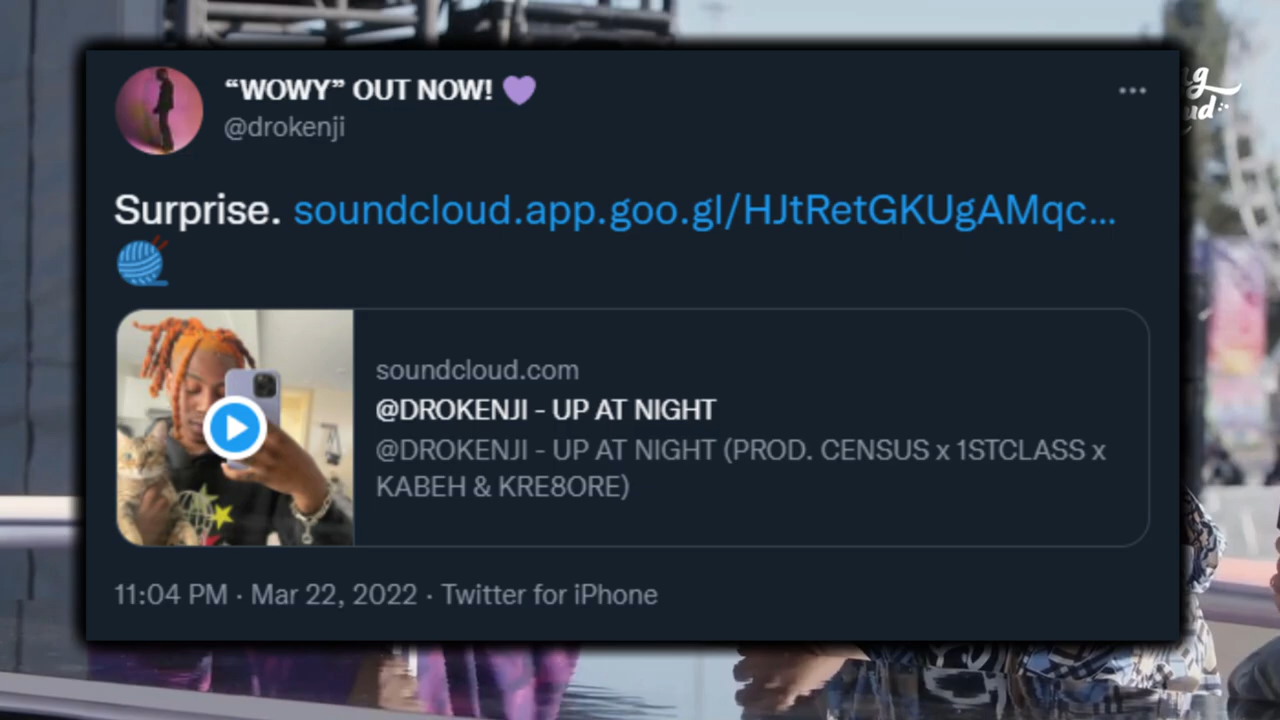 “WOWY” OUT NOW! 💜
@drokenji
Surprise. soundcloud.app.goo.gl/HJtRetGKUgAMqc...
🧶
soundcloud.com
@DROKENJI - UP AT NIGHT
@DROKENJI - UP AT NIGHT (PROD. CENSUS x 1STCLASS x
KABEH & KRE8ORE)
11:04 PM · Mar 22, 2022 · Twitter for iPhone